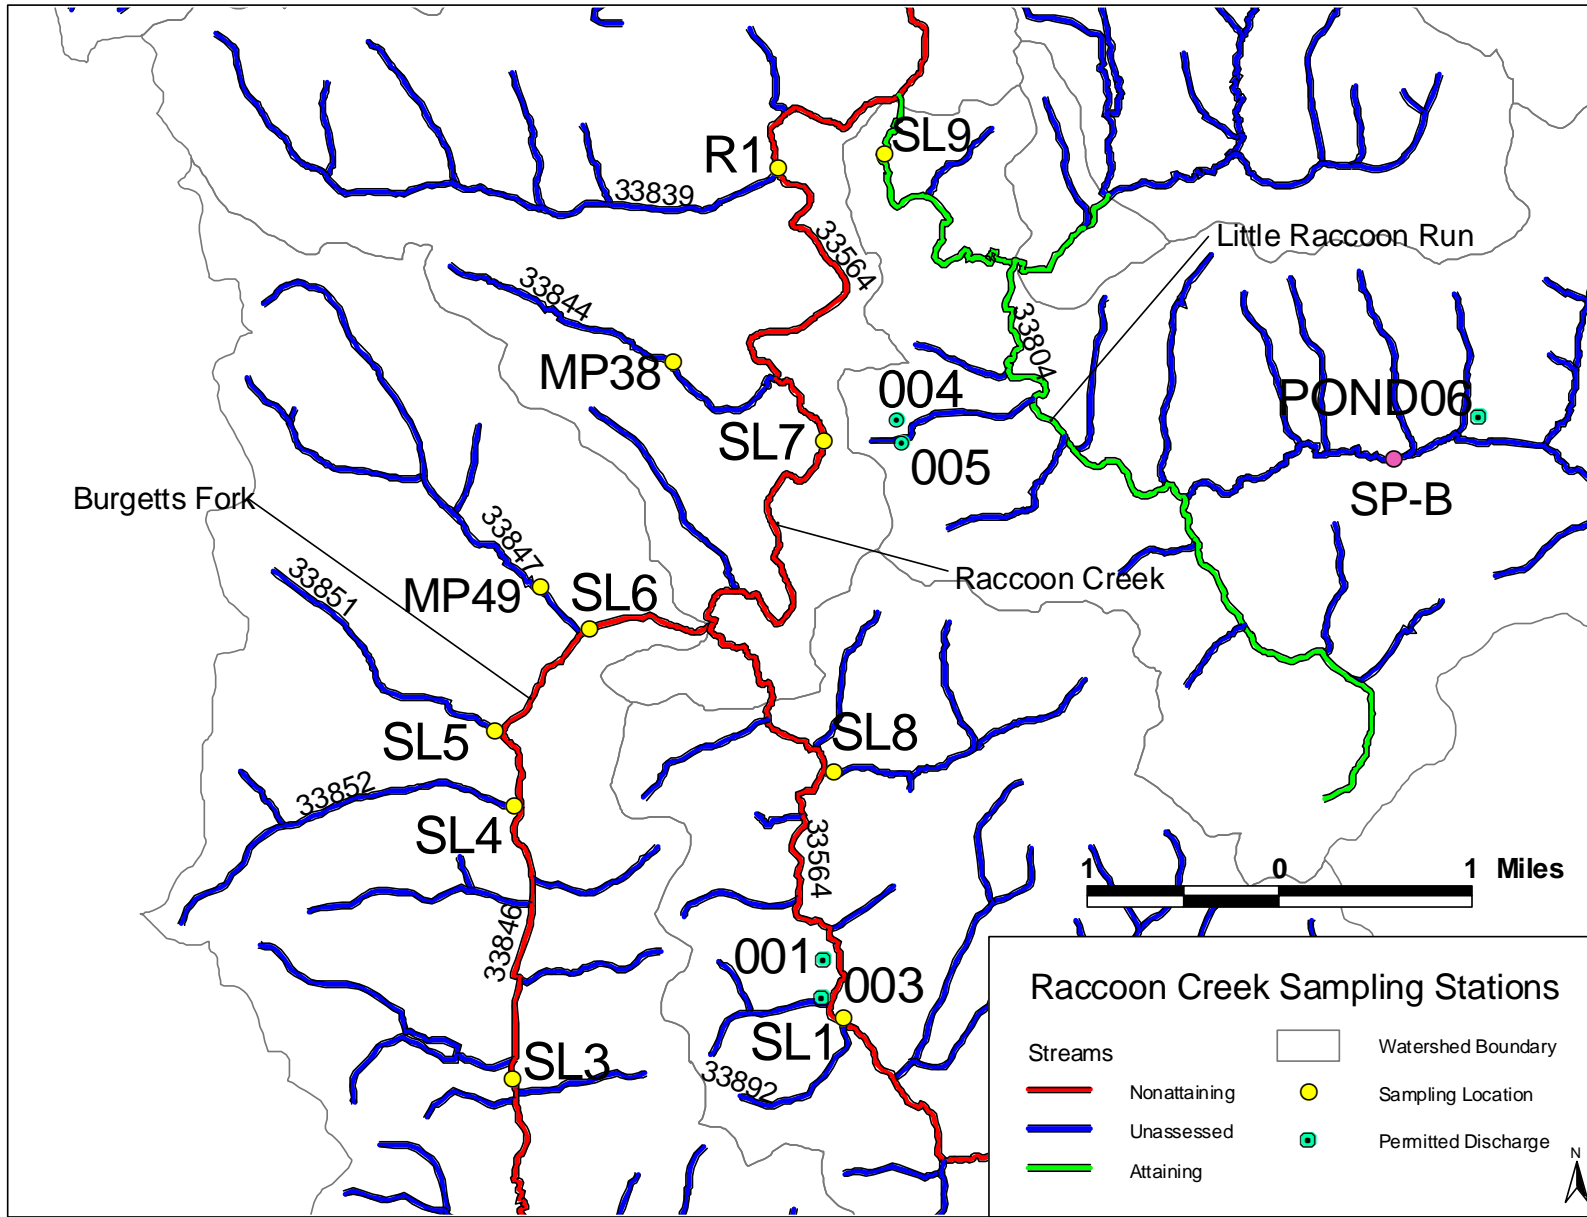 SL9
R1
33839
33564
Little Raccoon Run
33844
33804
MP38
004
POND06
SL7
005
SP-B
Burgetts Fork
33847
33851
MP49
SL6
Raccoon Creek
SL5
SL8
33852
SL4
33564
1 0 1 Miles
33846
001
003
SL1
SL3
33892
Raccoon Creek Sampling Stations
Streams
Nonattaining
Unassessed
Attaining
Watershed Boundary
Sampling Location
Permitted Discharge
N